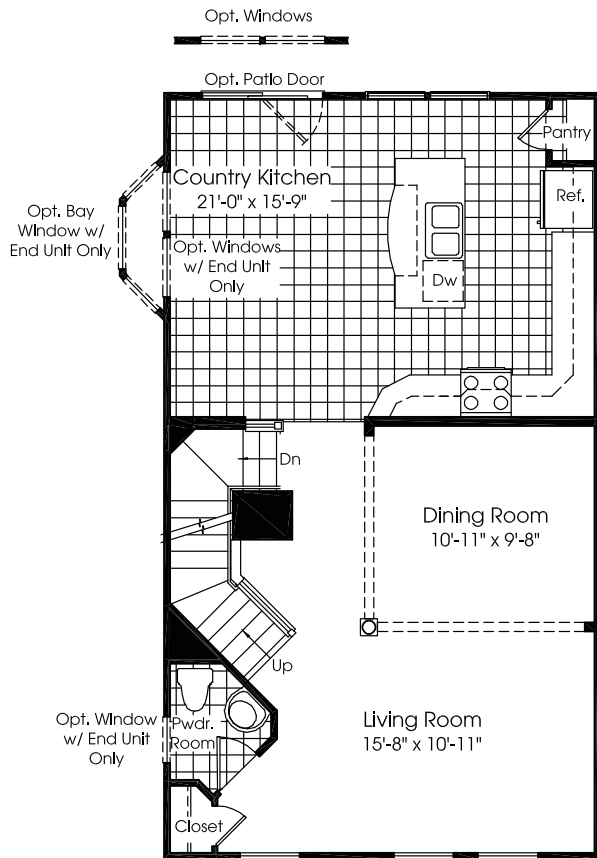 Opt. Windows
Opt. Patio Door
Pantry
Country Kitchen
21'-0" x 15'-9"
Ref.
Opt. Bay
Window w/
End Unit Only
Opt. Windows
w/ End Unit
Only
Dw
Dn
Dining Room
10'-11" x 9'-8"
Up
Opt. Window
w/ End Unit
Only
Pwdr.
Room
Living Room
15'-8" x 10'-11"
Closet